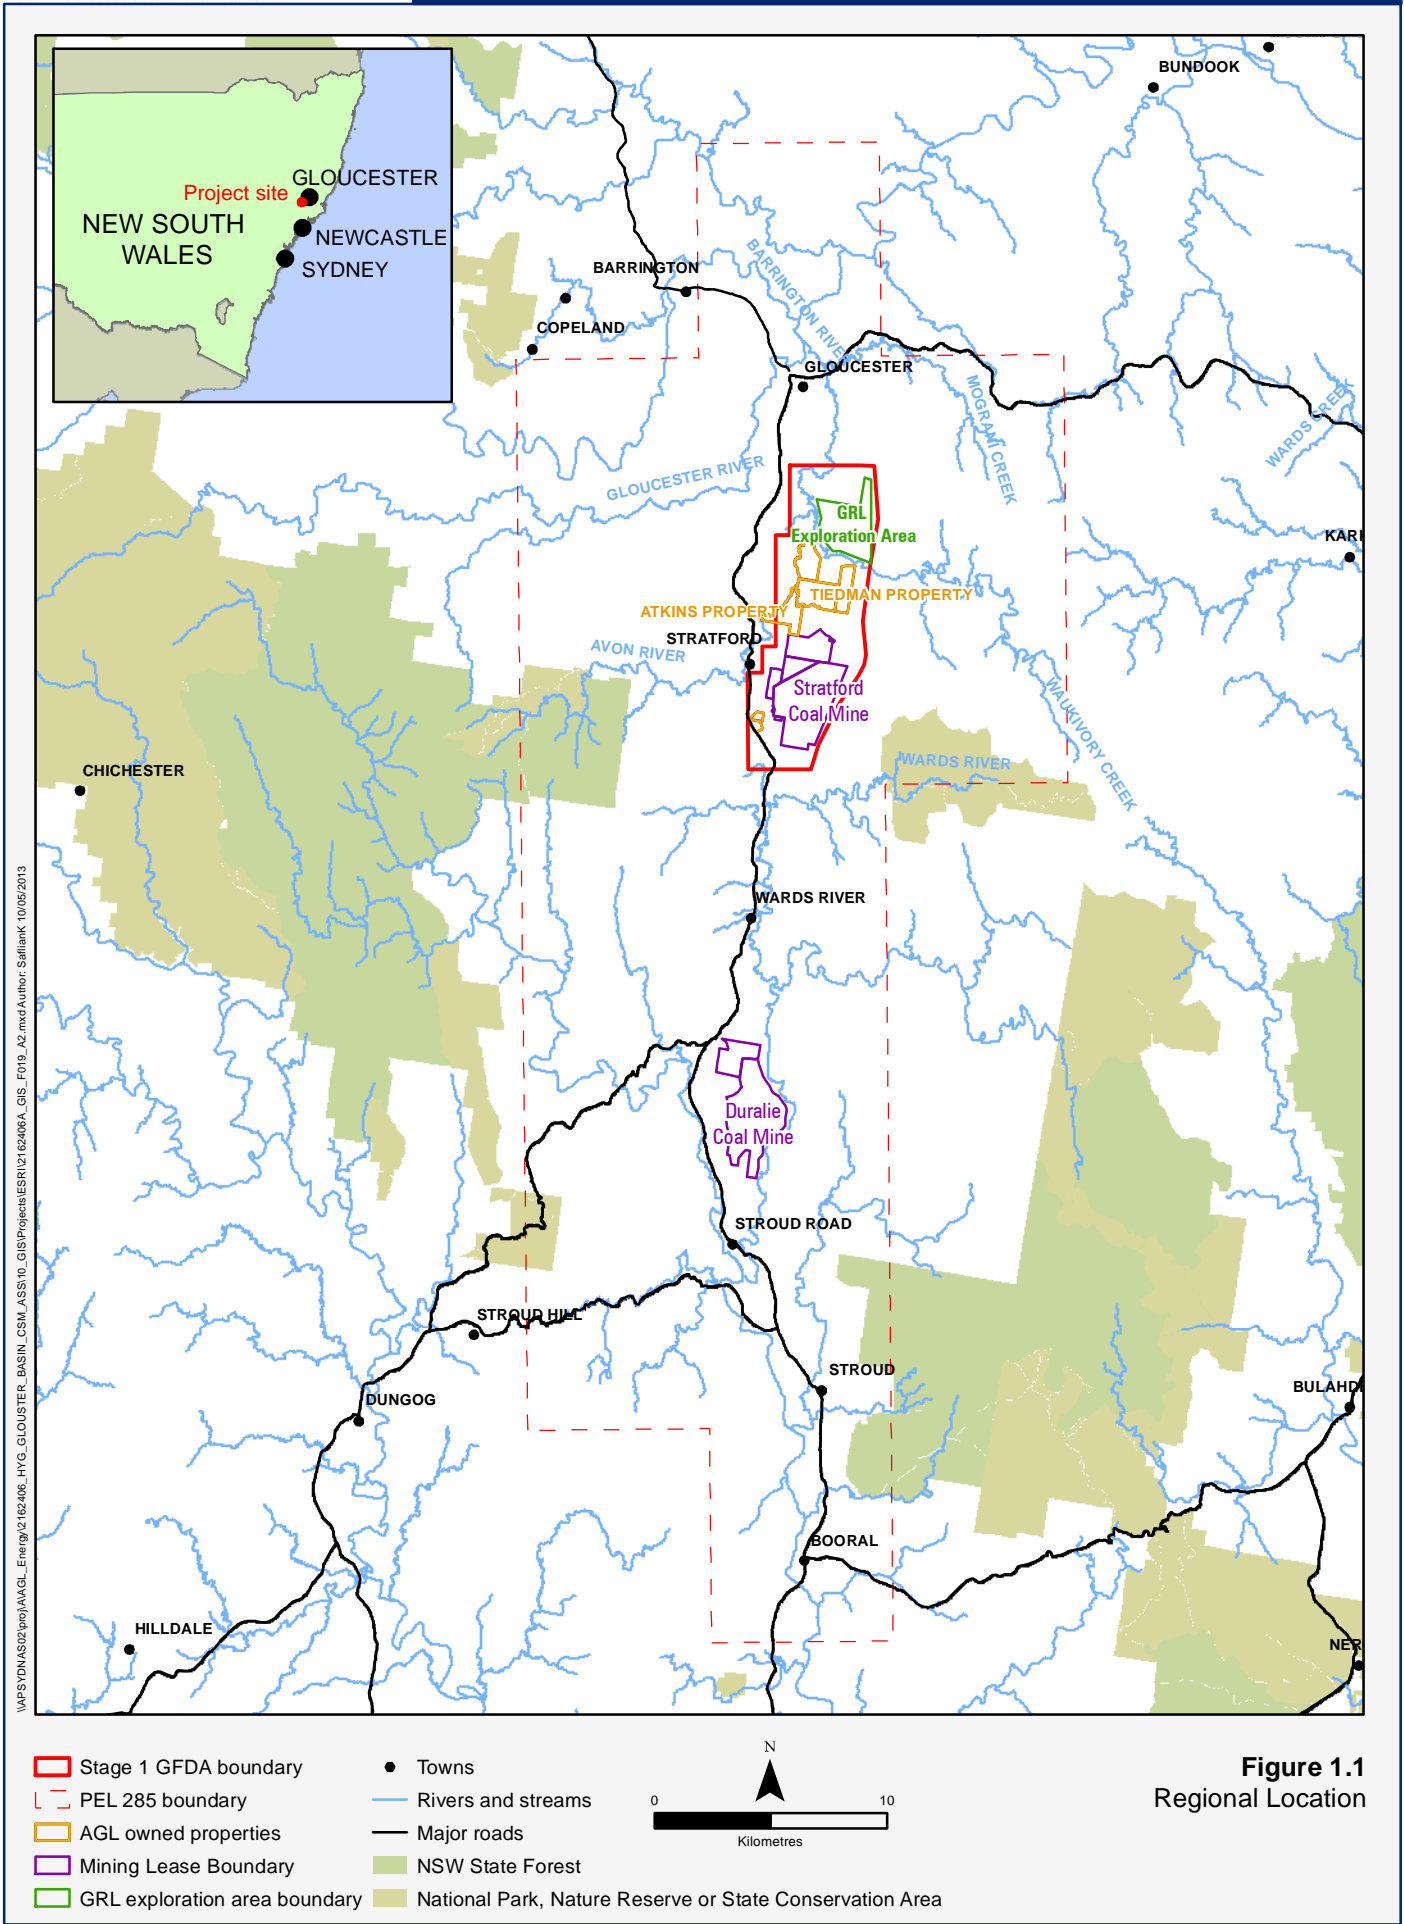 GLOUCESTER
Project site
NEW SOUTH
WALES
NEWCASTLE
SYDNEY
BUNDOOK
BARRINGTON
COPELAND
BARRINGTON RIVER
GLOUCESTER
MOGRANI CREEK
WARDS CREEK
GLOUCESTER RIVER
GRL
Exploration Area
KARI
TIEDMAN PROPERTY
ATKINS PROPERTY
STRATFORD
AVON RIVER
Stratford
Coal Mine
WAUKIVORY CREEK
WARDS RIVER
CHICHESTER
WARDS RIVER
Duralie
Coal Mine
STROUD ROAD
STROUD HILL
STROUD
DUNGOG
BULAHD
BOORAL
HILLDALE
NER
\\APSYDNAS02\proj\A\AGL_Energy\2162406_HYG_GLOUSTER_BASIN_CSM_ASS\10_GIS\Projects\ESRI\2162406A_GIS_F019_A2.mxd Author: SaflianK 10/05/2013
Stage 1 GFDA boundary
PEL 285 boundary
AGL owned properties
Mining Lease Boundary
GRL exploration area boundary
Towns
Rivers and streams
Major roads
NSW State Forest
National Park, Nature Reserve or State Conservation Area
N
0 10
Kilometres
Figure 1.1
Regional Location